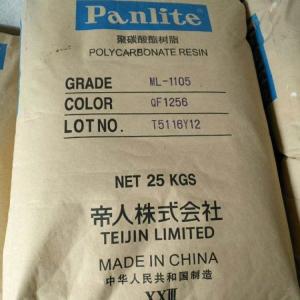 Panlite
聚碳酸酯树脂
POLYCARBONATE RESIN
GRADE ML-1105
COLOR QF1256
LOT NO. T5116Y12
NET 25 KGS
帝人株式会社
TEIJIN LIMITED
MADE IN CHINA
中华人民共和国制造
XXIII